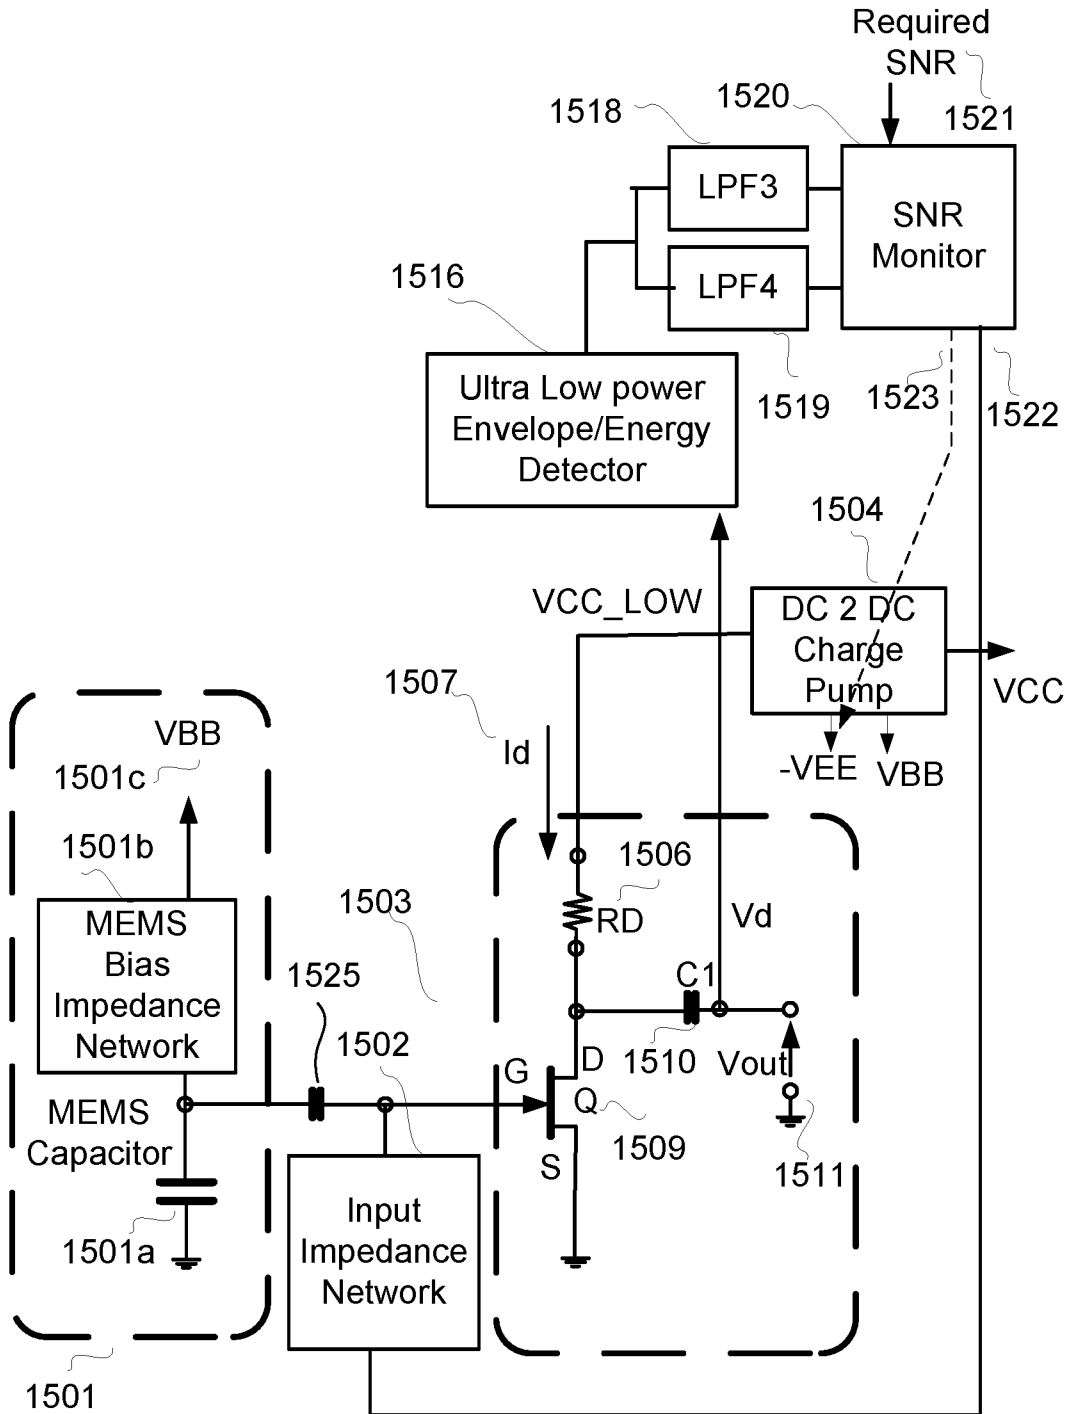 Required
SNR
1521
1520
1518
LPF3
SNR
Monitor
LPF4
1516
1519
1523
1522
Ultra Low power
Envelope/Energy
Detector
1504
VCC_LOW
DC 2 DC
Charge
Pump
VCC
-VEE
VBB
1507
Id
VBB
1501c
1501b
MEMS
Bias
Impedance
Network
1503
1506
RD
Vd
1525
1502
C1
1510
Vout
G
D
Q
S
1509
1511
MEMS
Capacitor
1501a
Input
Impedance
Network
1501